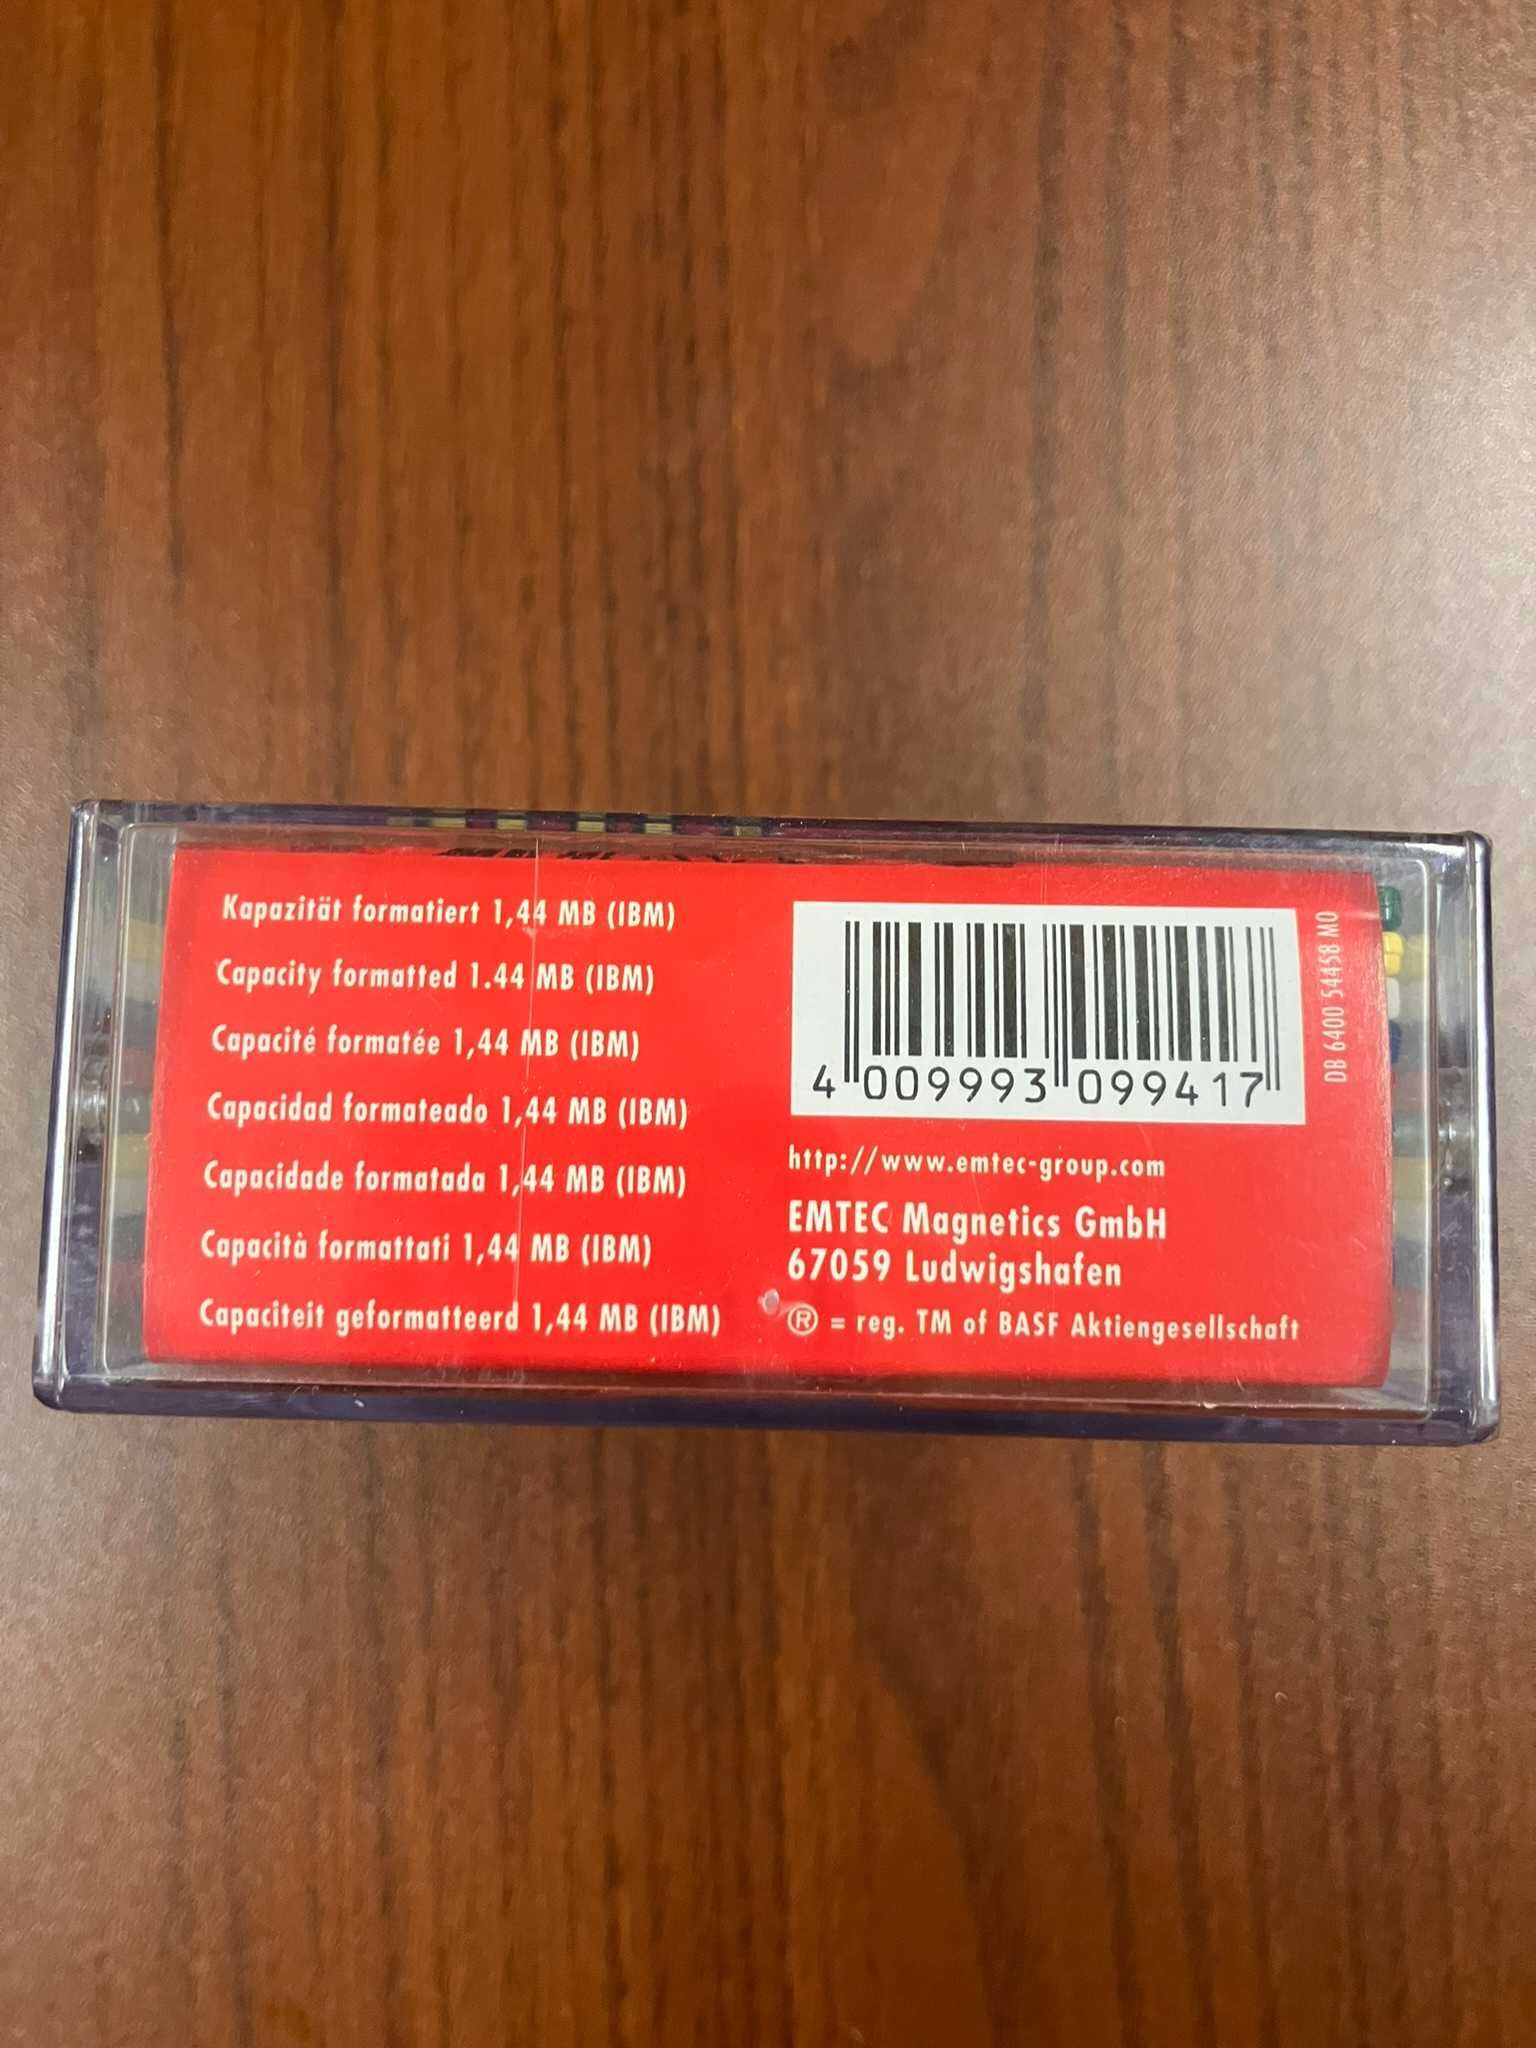 Kapazität formatiert 1,44 MB (IBM)
Capacity formatted 1.44 MB (IBM)
Capacité formatée 1,44 MB (IBM)
Capacidad formateado 1,44 MB (IBM)
Capacidade formatada 1,44 MB (IBM)
Capacità formattati 1,44 MB (IBM)
Capaciteit geformatteerd 1,44 MB (IBM)
4 009993 099417
http://www.emtec-group.com
EMTEC Magnetics GmbH
67059 Ludwigshafen
® = reg. TM of BASF Aktiengesellschaft
DB 6400 54458 M0